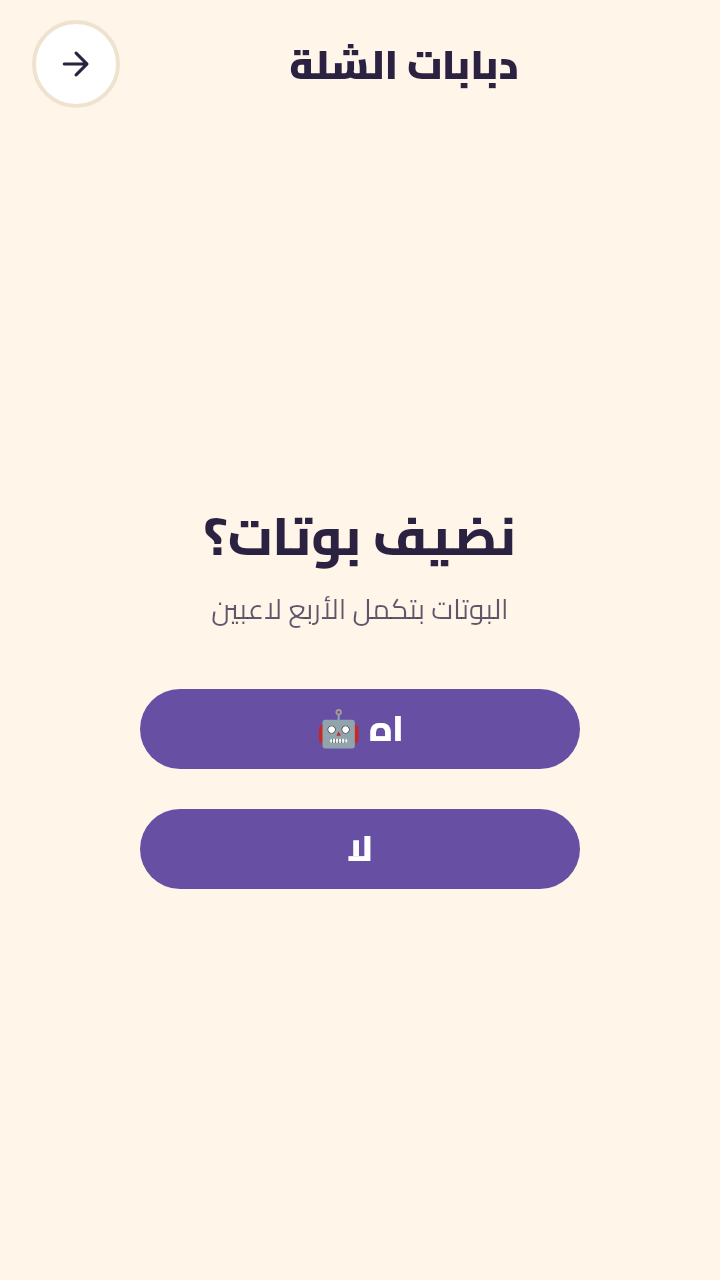 دبابات الشلة
نضيف بوتات؟
البوتات بتكمل الأربع لاعبين
اه 🤖
لا